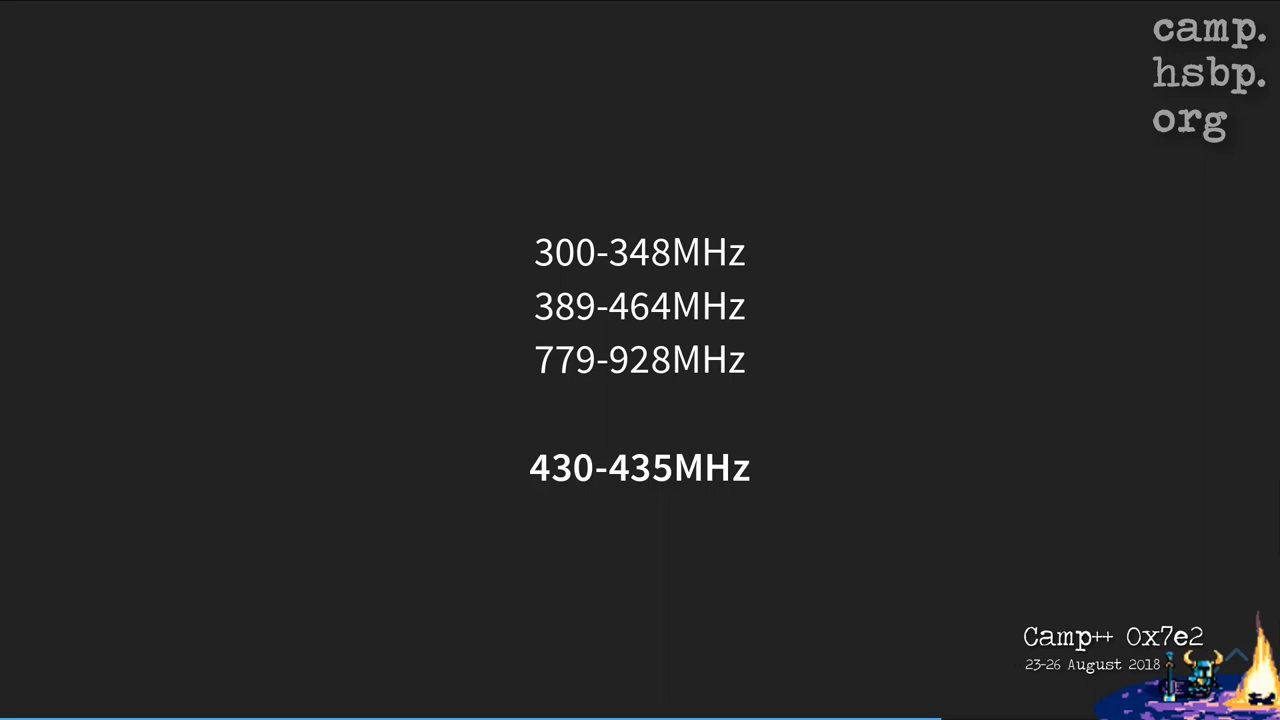 camp.
hsbp.
org
300-348MHz
389-464MHz
779-928MHz
430-435MHz
Camp++ 0x7e2
23-26 August 2018